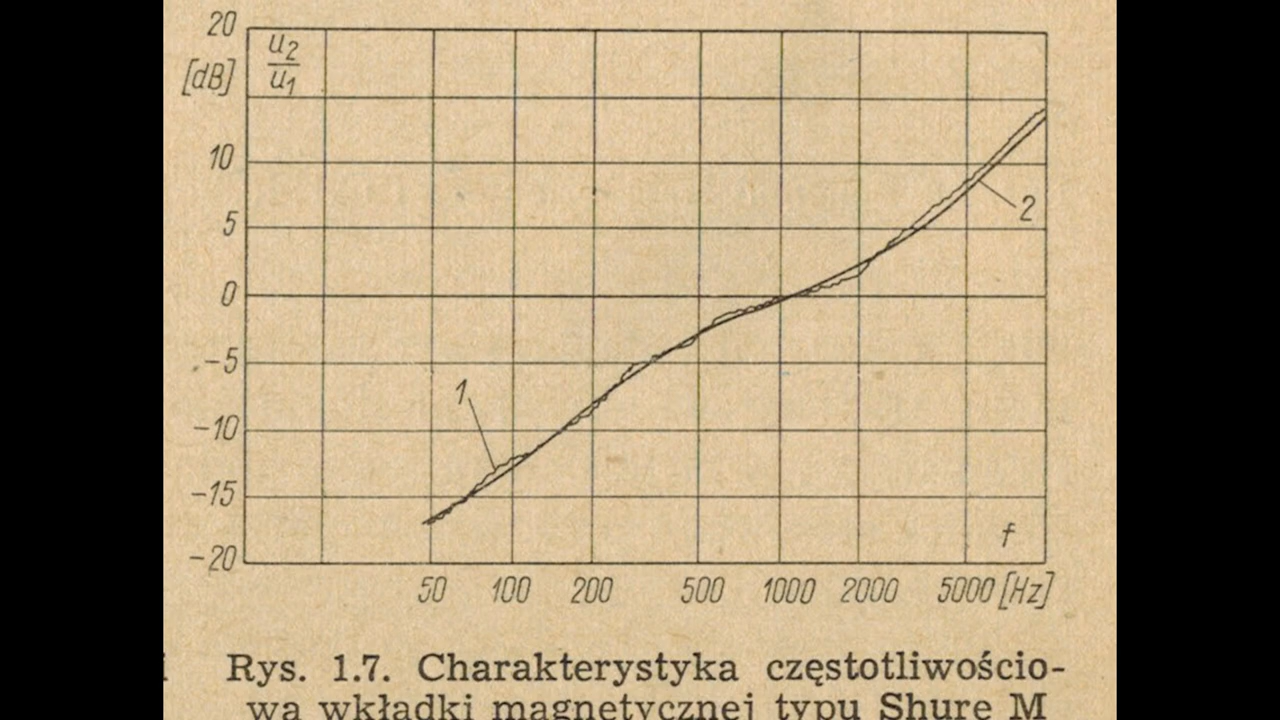 20
[dB]
u2
u1
10
5
0
-5
-10
-15
-20
1
2
f
50 100 200 500 1000 2000 5000 [Hz]
Rys. 1.7. Charakterystyka częstotliwościo-
wa wkładki magnetycznej typu Shure M